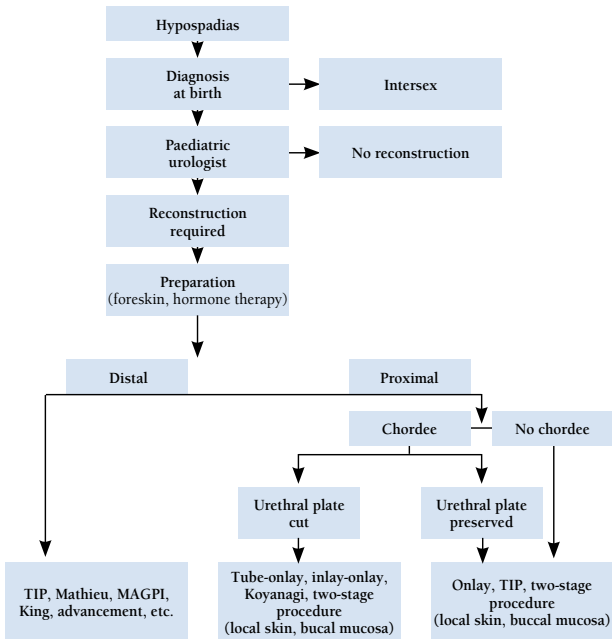 Hypospadias
Diagnosis
at birth
Intersex
Paediatric
urologist
No reconstruction
Reconstruction
required
Preparation
(foreskin, hormone therapy)
Distal
Proximal
Chordee
No chordee
Urethral plate
cut
Urethral plate
preserved
TIP, Mathieu, MAGPI,
King, advancement, etc.
Tube-onlay, inlay-onlay,
Koyanagi, two-stage
procedure
(local skin, bucal mucosa)
Onlay, TIP, two-stage
procedure
(local skin, buccal mucosa)